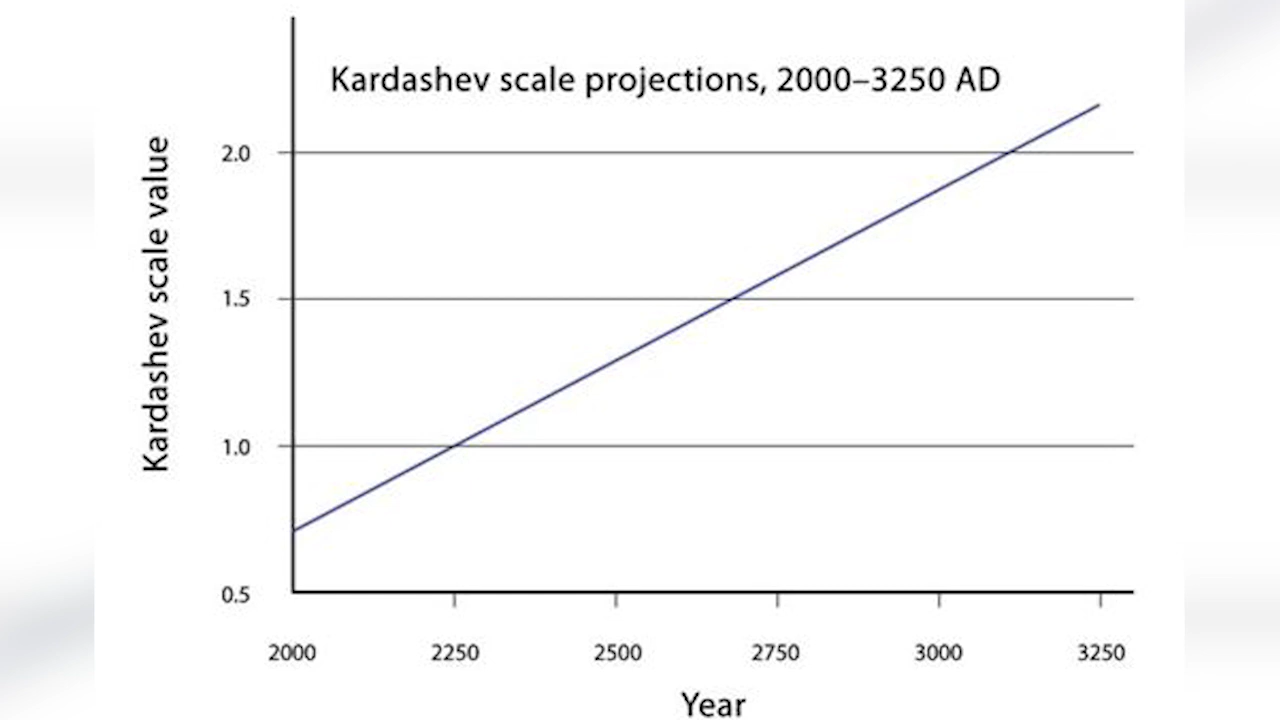 Kardashev scale projections, 2000–3250 AD
Kardashev scale value
2.0
1.5
1.0
0.5
2000 2250 2500 2750 3000 3250
Year